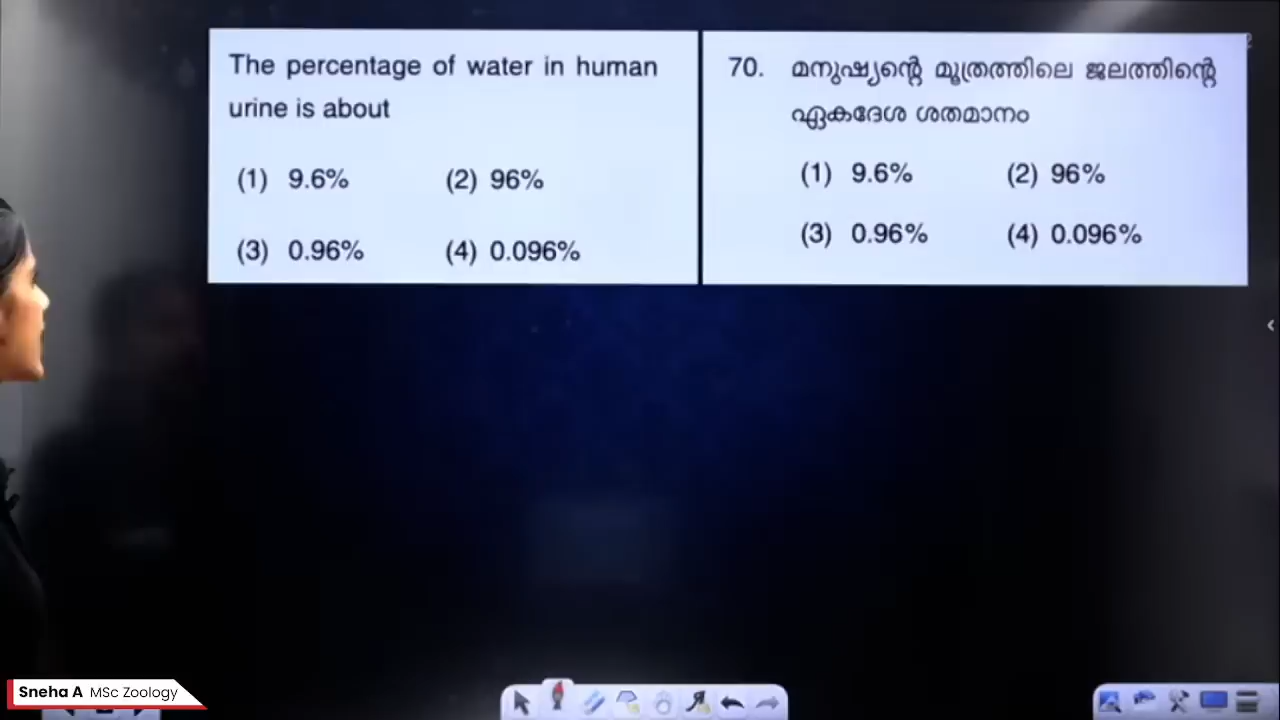 The percentage of water in human
urine is about
(1) 9.6% (2) 96%
(3) 0.96% (4) 0.096%
70. മനുഷ്യന്റെ മൂത്രത്തിലെ ജലത്തിന്റെ
ഏകദേശ ശതമാനം
(1) 9.6% (2) 96%
(3) 0.96% (4) 0.096%
Sneha A MSc Zoology